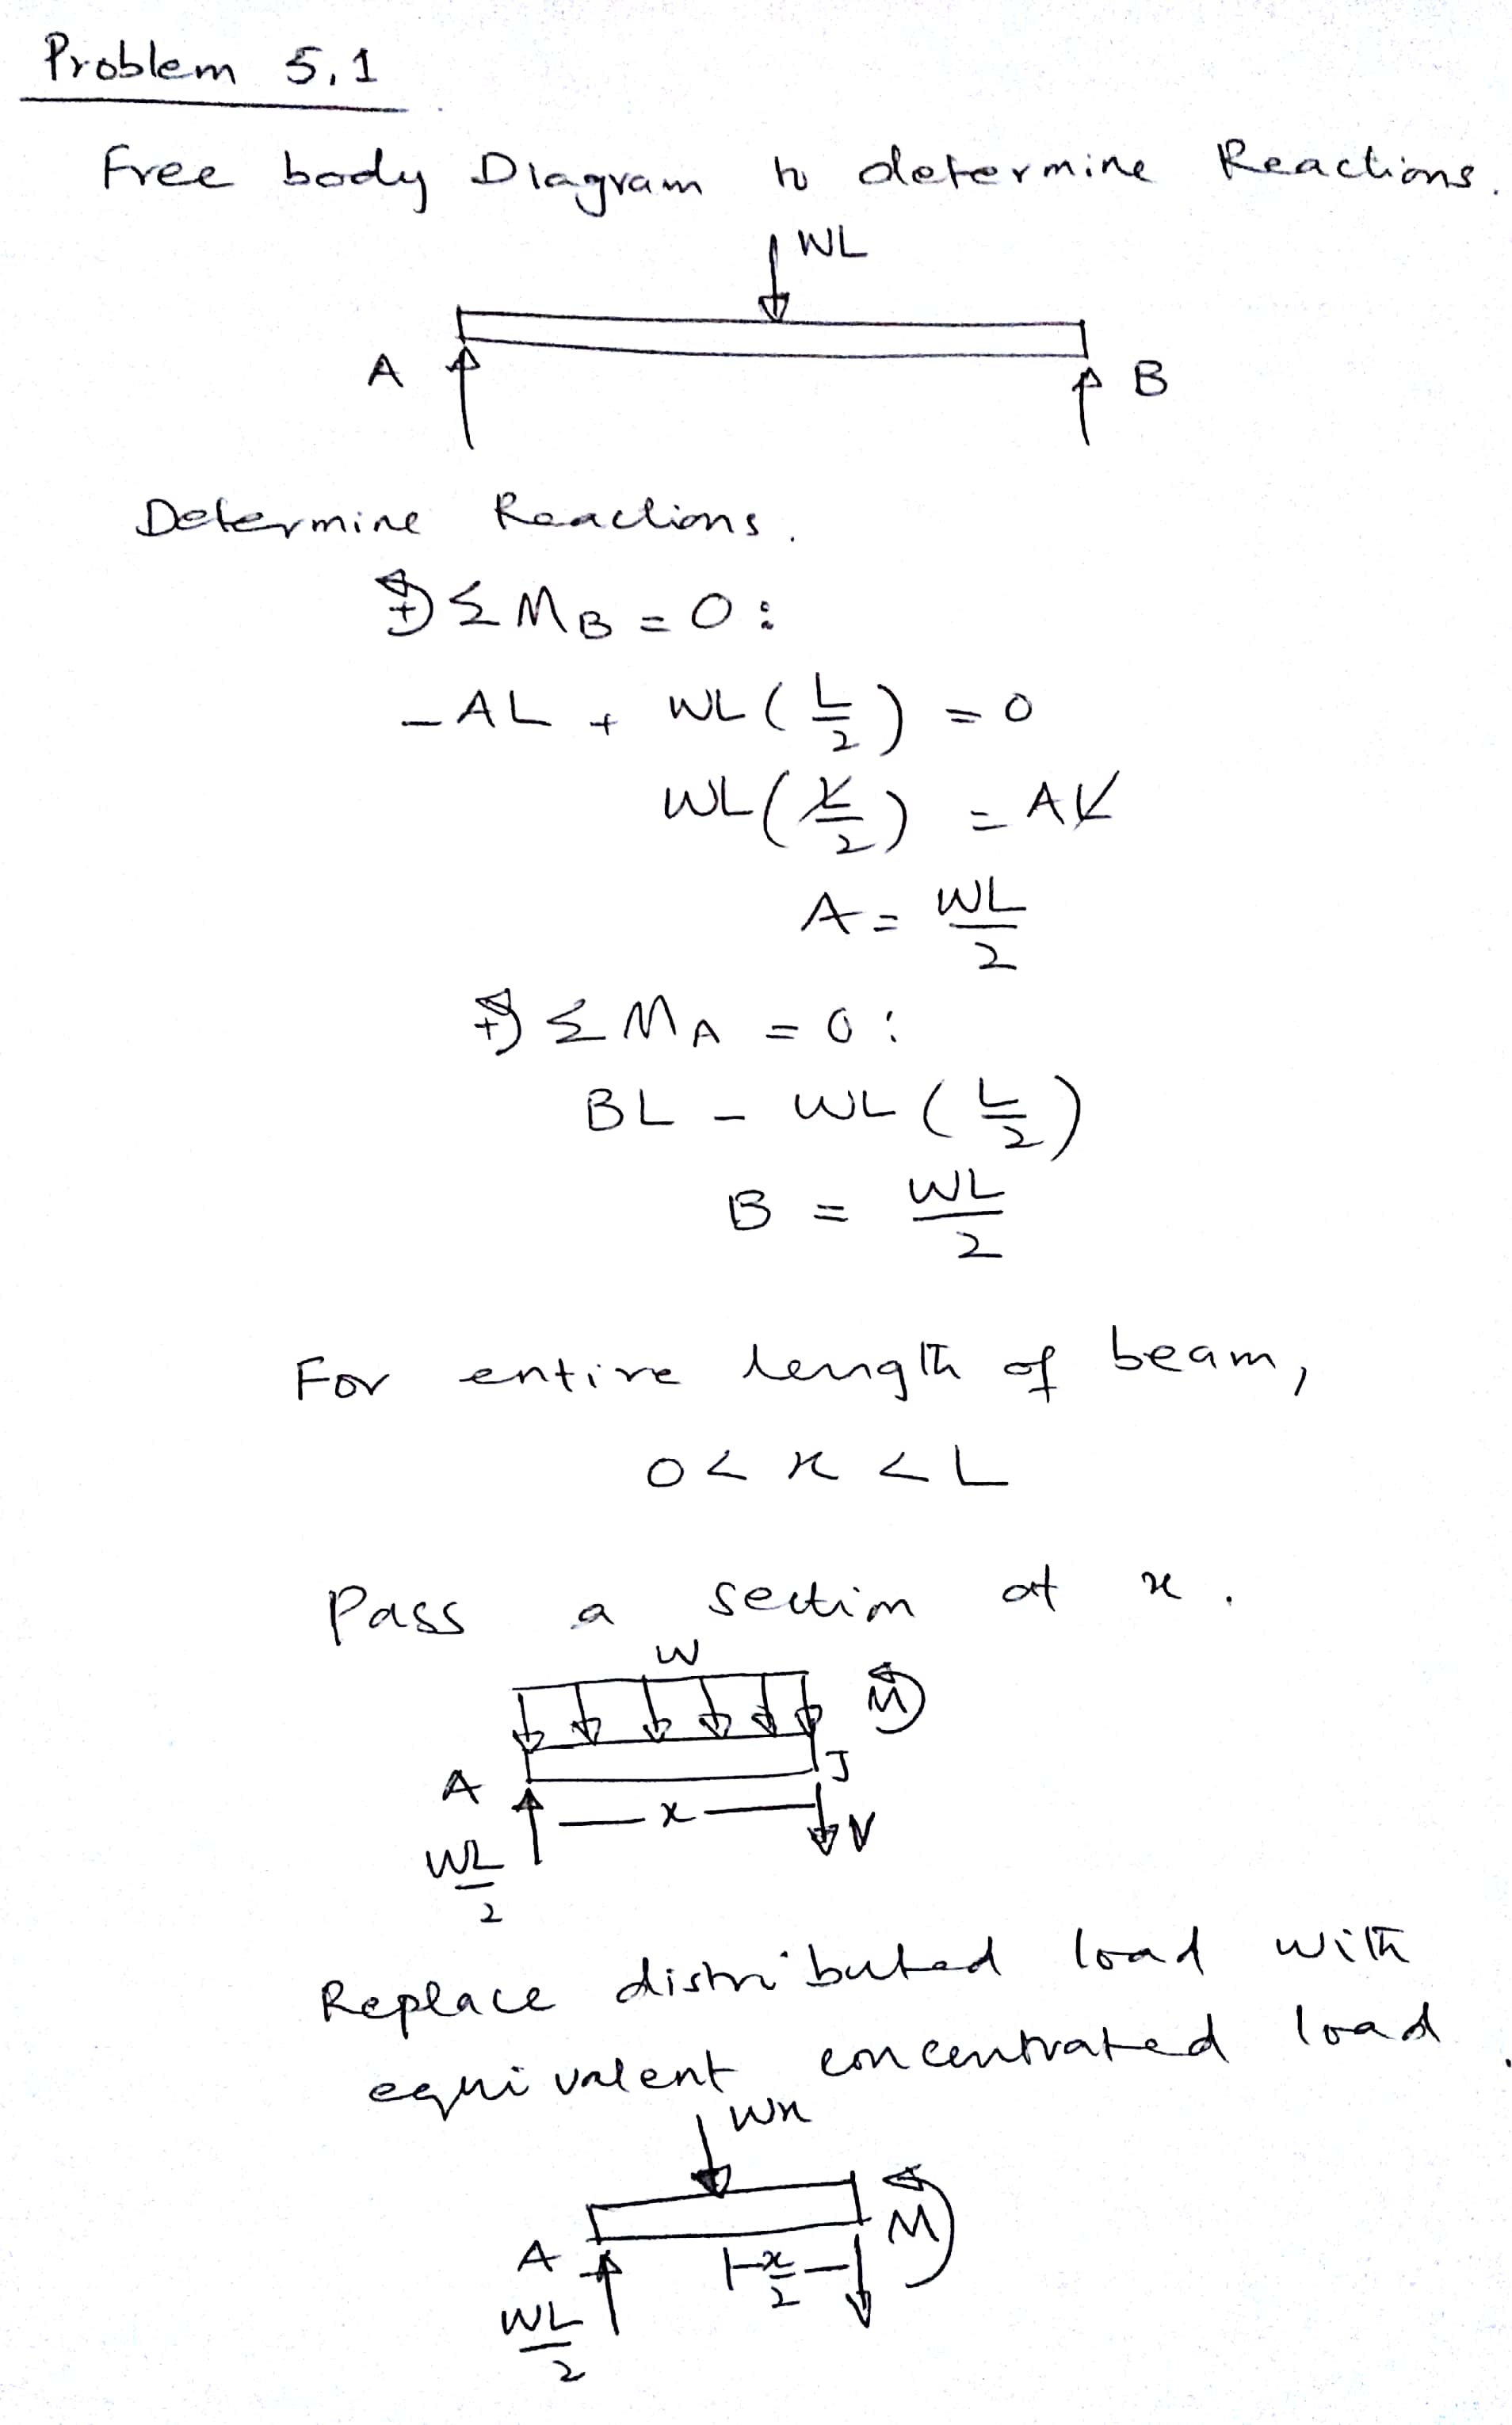 Problem 5.1
Free body Diagram to determine Reactions.
WL
A B
Determine Reactions.
+ΣMB = 0:
-AL + WL(L/2) = 0
WL(L/2) = AL
A = WL/2
+ΣMA = 0:
BL - WL(L/2)
B = WL/2
For entire length of beam,
0 < x < L
Pass a section at x.
W
M
A J
x V
WL/2
Replace distributed load with
equivalent concentrated load.
Wx
M
A x/2
WL/2